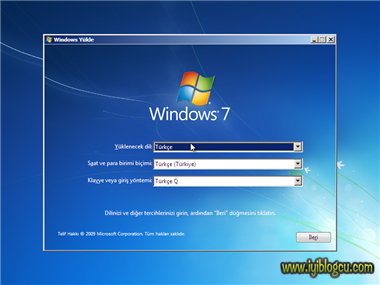 Windows Yükle
Windows 7
Yüklenecek dil: Türkçe
Saat ve para birimi biçimi: Türkçe (Türkiye)
Klavye veya giriş yöntemi: Türkçe Q
Dilinizi ve diğer tercihlerinizi girin, ardından "İleri" düğmesini tıklatın.
Telif Hakkı © 2009 Microsoft Corporation. Tüm hakları saklıdır.
İleri
www.iyiblogcu.com